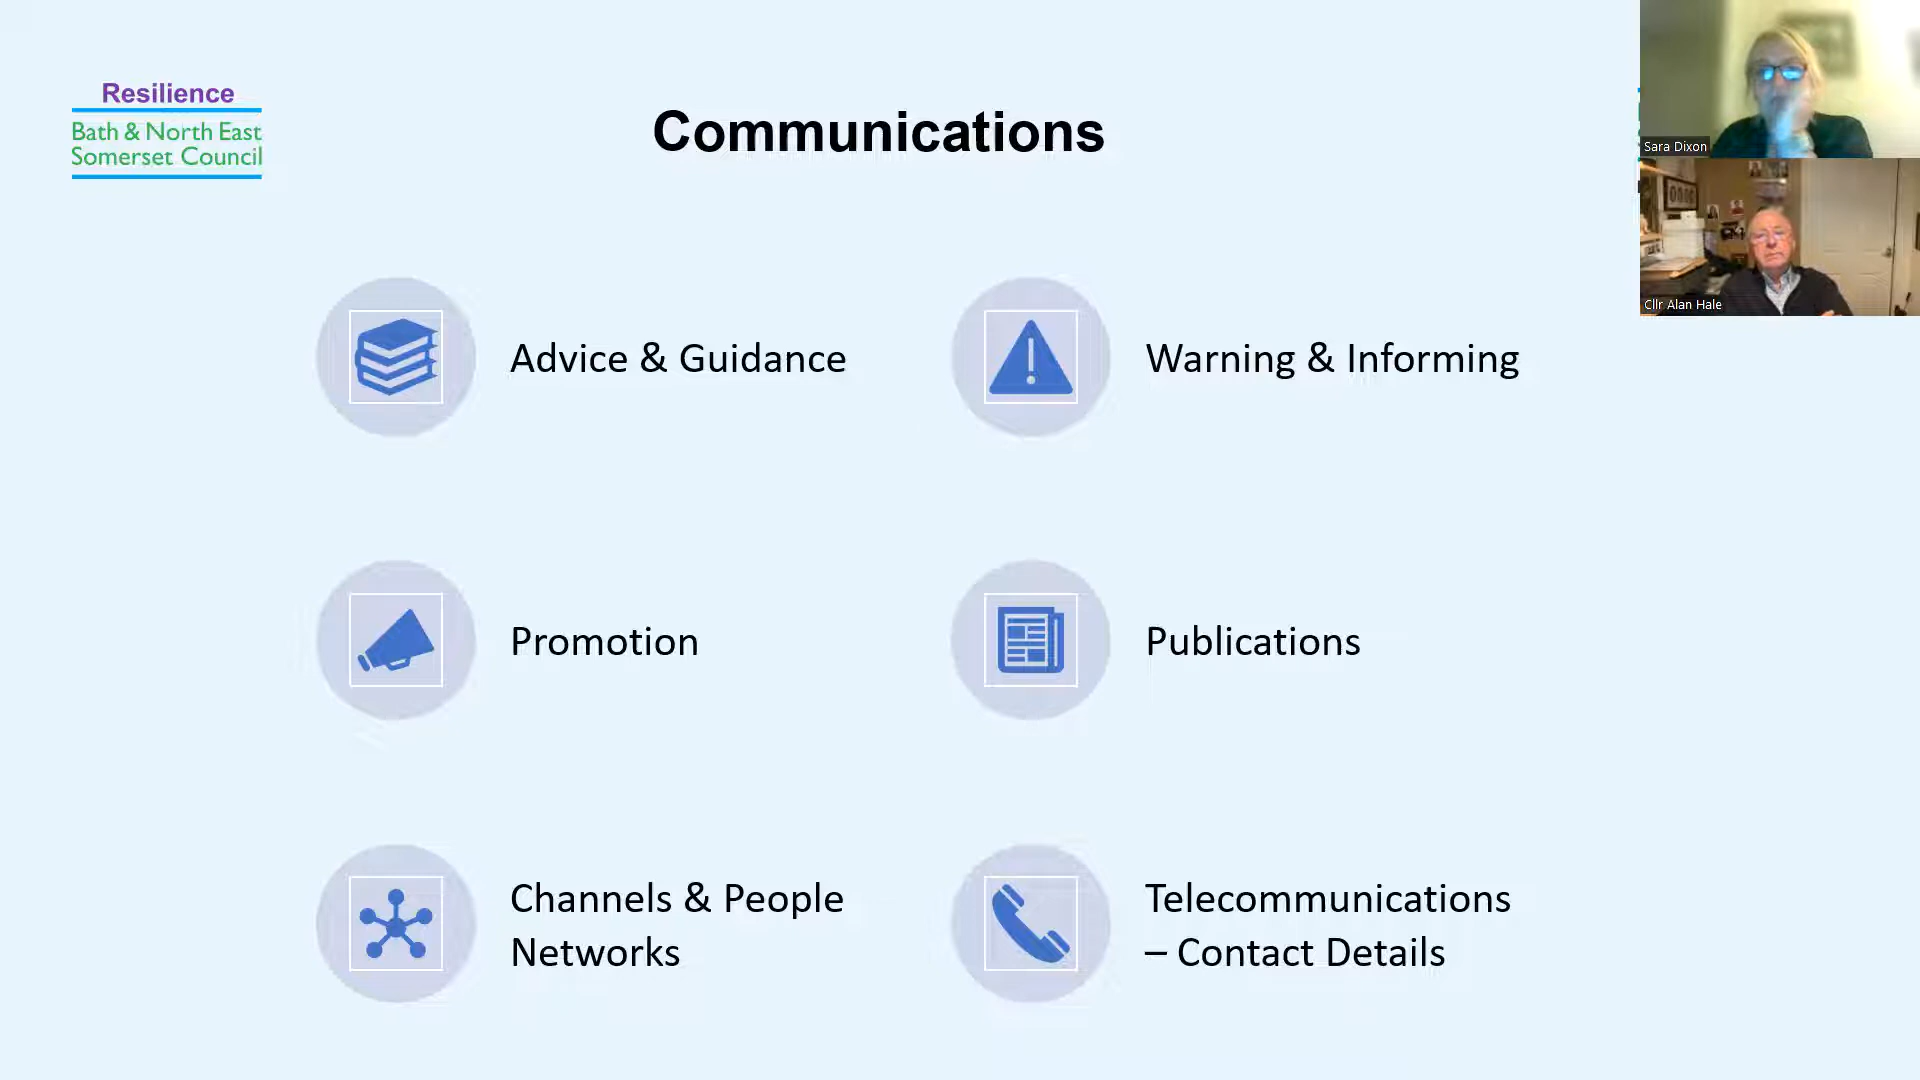 Resilience
Bath & North East
Somerset Council
Communications
Sara Dixon
Cllr Alan Hale
Advice & Guidance
Warning & Informing
Promotion
Publications
Channels & People
Networks
Telecommunications
– Contact Details